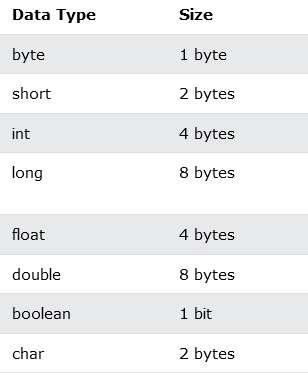 Data Type Size
byte 1 byte
short 2 bytes
int 4 bytes
long 8 bytes
float 4 bytes
double 8 bytes
boolean 1 bit
char 2 bytes